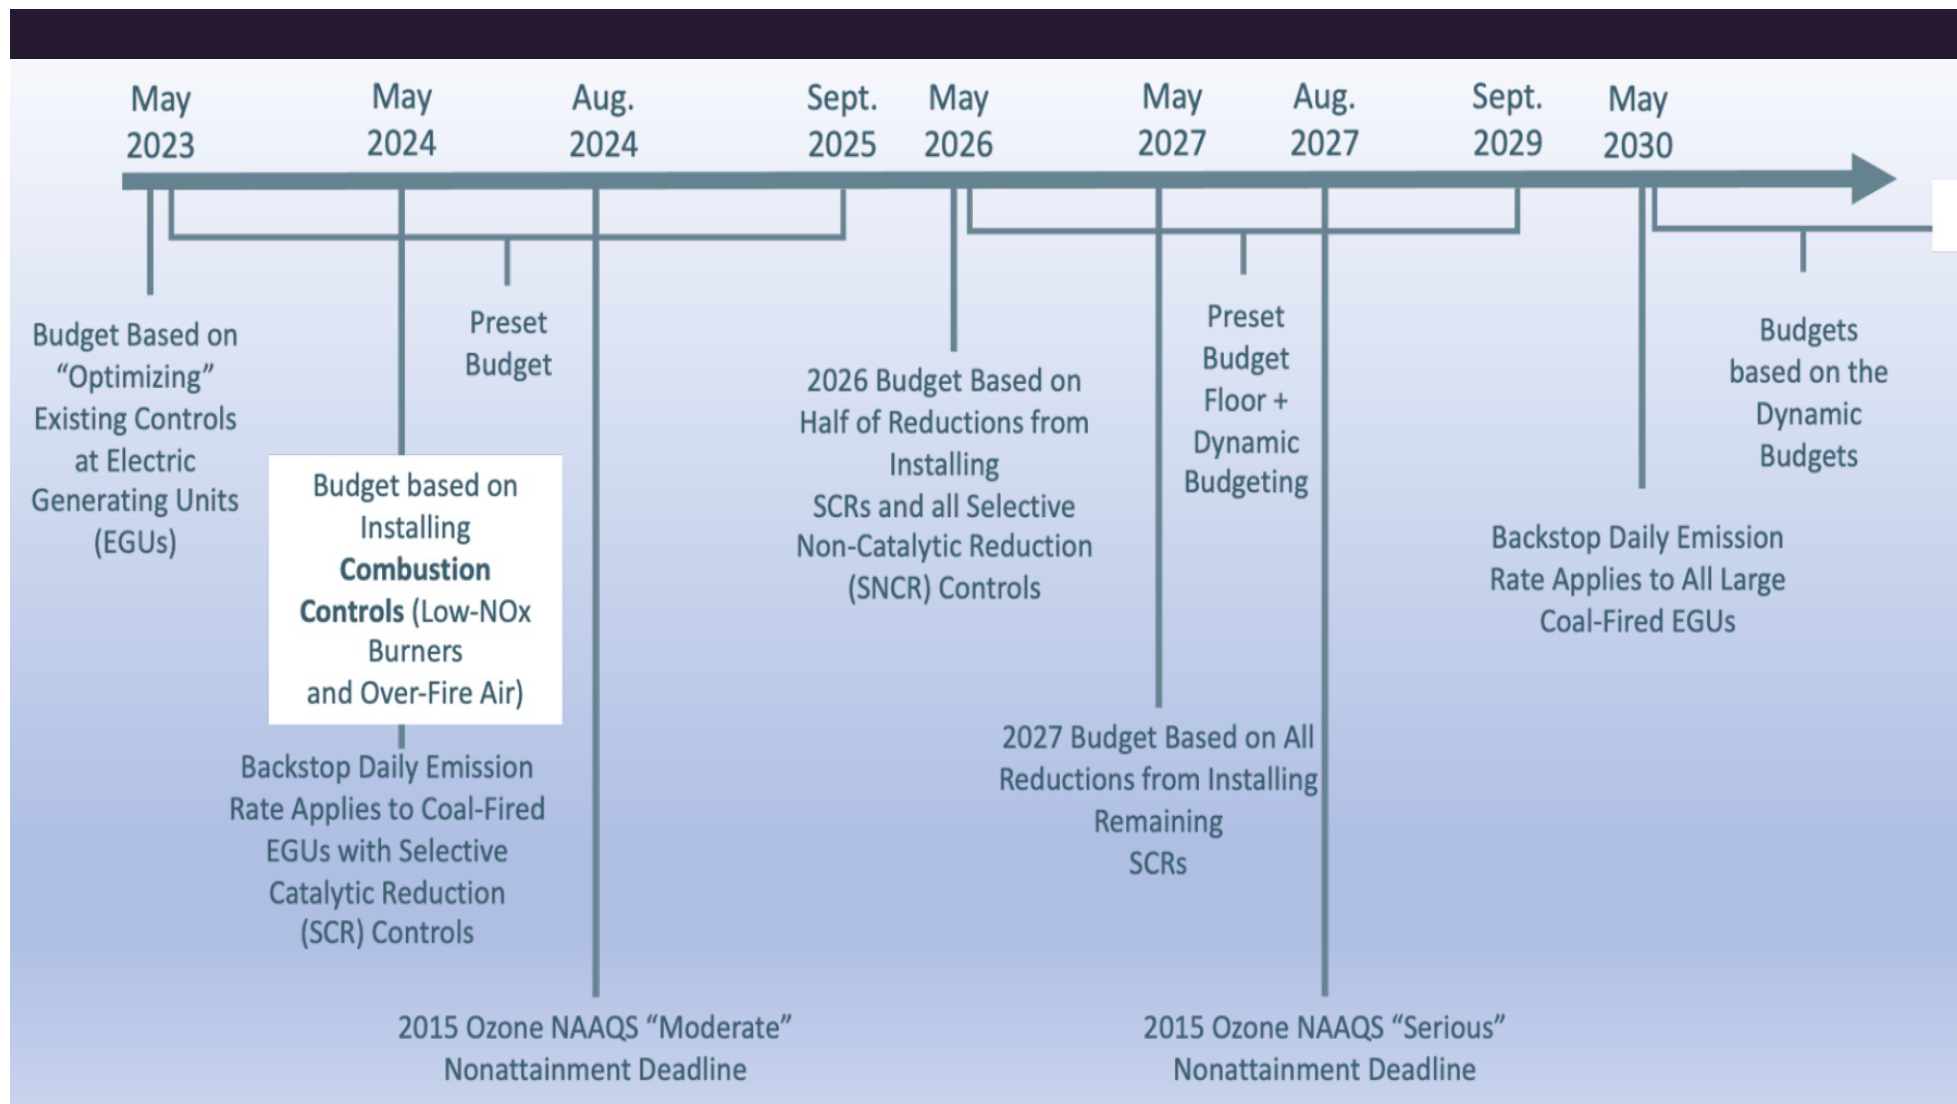 May
2023
May
2024
Aug.
2024
Sept.
2025
May
2026
May
2027
Aug.
2027
Sept.
2029
May
2030
Budget Based on
“Optimizing”
Existing Controls
at Electric
Generating Units
(EGUs)
Budget based on
Installing
Combustion
Controls (Low-NOx
Burners
and Over-Fire Air)
Backstop Daily Emission
Rate Applies to Coal-Fired
EGUs with Selective
Catalytic Reduction
(SCR) Controls
Preset
Budget
2015 Ozone NAAQS “Moderate”
Nonattainment Deadline
2026 Budget Based on
Half of Reductions from
Installing
SCRs and all Selective
Non-Catalytic Reduction
(SNCR) Controls
2027 Budget Based on All
Reductions from Installing
Remaining
SCRs
Preset
Budget
Floor +
Dynamic
Budgeting
2015 Ozone NAAQS “Serious”
Nonattainment Deadline
Backstop Daily Emission
Rate Applies to All Large
Coal-Fired EGUs
Budgets
based on the
Dynamic
Budgets